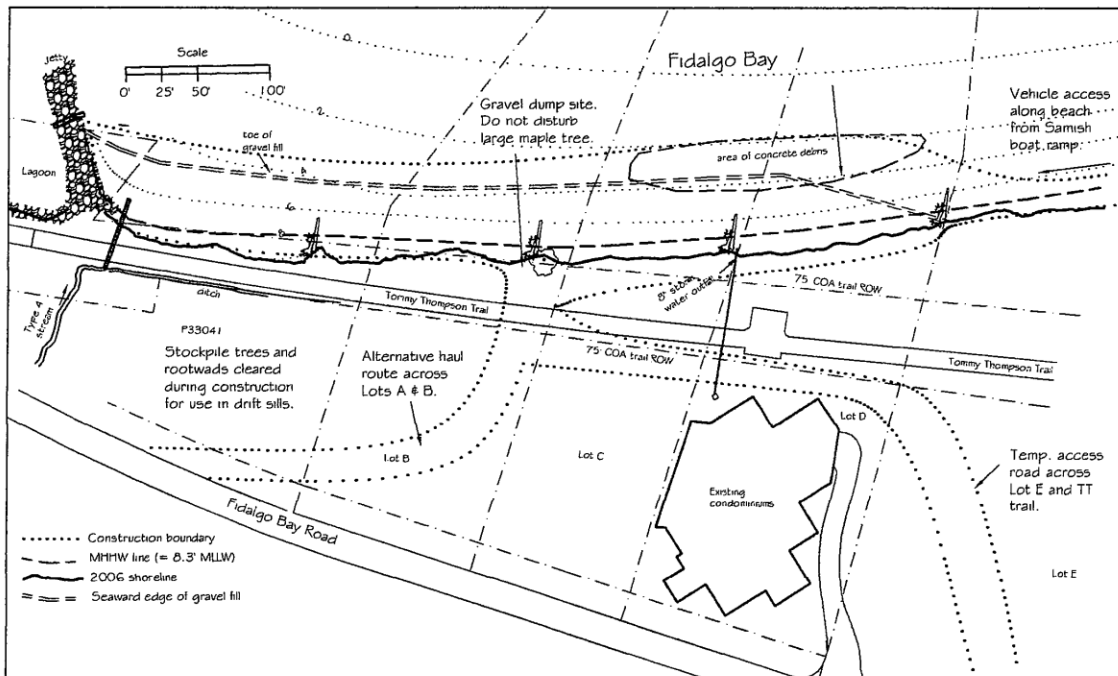 Jetty
Scale
0' 25' 50' 100'
Fidalgo Bay
0
2
4
6
8
Gravel dump site.
Do not disturb
large maple tree.
Vehicle access
along beach
from Samish
boat ramp.
toe of
gravel fill
area of concrete debris
Lagoon
Type 4
stream
ditch
Tommy Thompson Trail
8" storm
water outlet
75' COA trail ROW
75' COA trail ROW
Tommy Thompson Trail
P33041
Stockpile trees and
rootwads cleared
during construction
for use in drift sills.
Alternative haul
route across
Lots A & B.
Lot B
Lot C
Lot D
Existing
condominiums
Temp. access
road across
Lot E and TT
trail.
Lot E
Fidalgo Bay Road
Construction boundary
MHHW line (= 8.3' MLLW)
2006 shoreline
Seaward edge of gravel fill